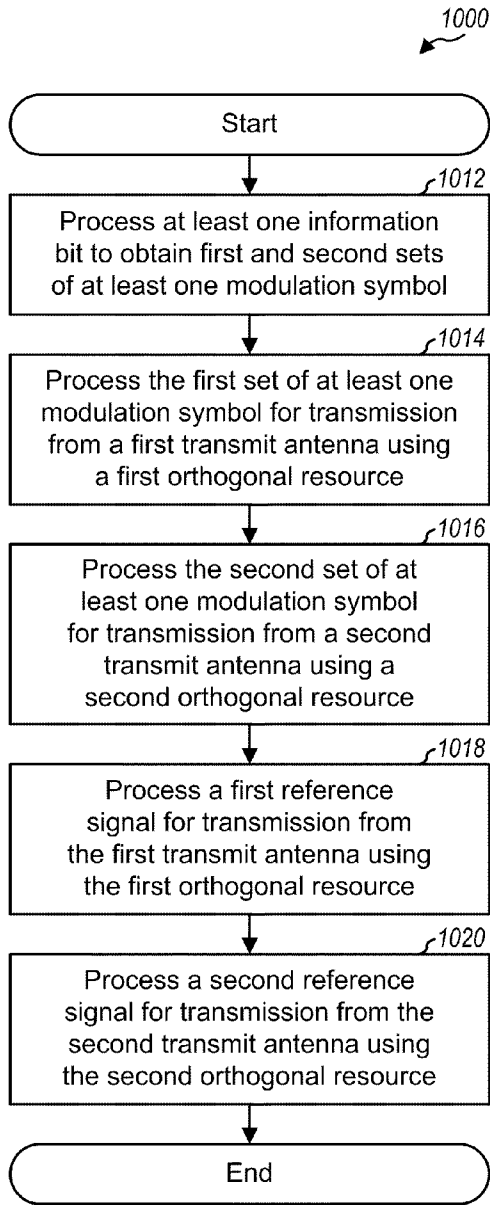 1000
Start
1012
Process at least one information
bit to obtain first and second sets
of at least one modulation symbol
1014
Process the first set of at least one
modulation symbol for transmission
from a first transmit antenna using
a first orthogonal resource
1016
Process the second set of at
least one modulation symbol
for transmission from a second
transmit antenna using a
second orthogonal resource
1018
Process a first reference
signal for transmission from
the first transmit antenna using
the first orthogonal resource
1020
Process a second reference
signal for transmission from the
second transmit antenna using
the second orthogonal resource
End